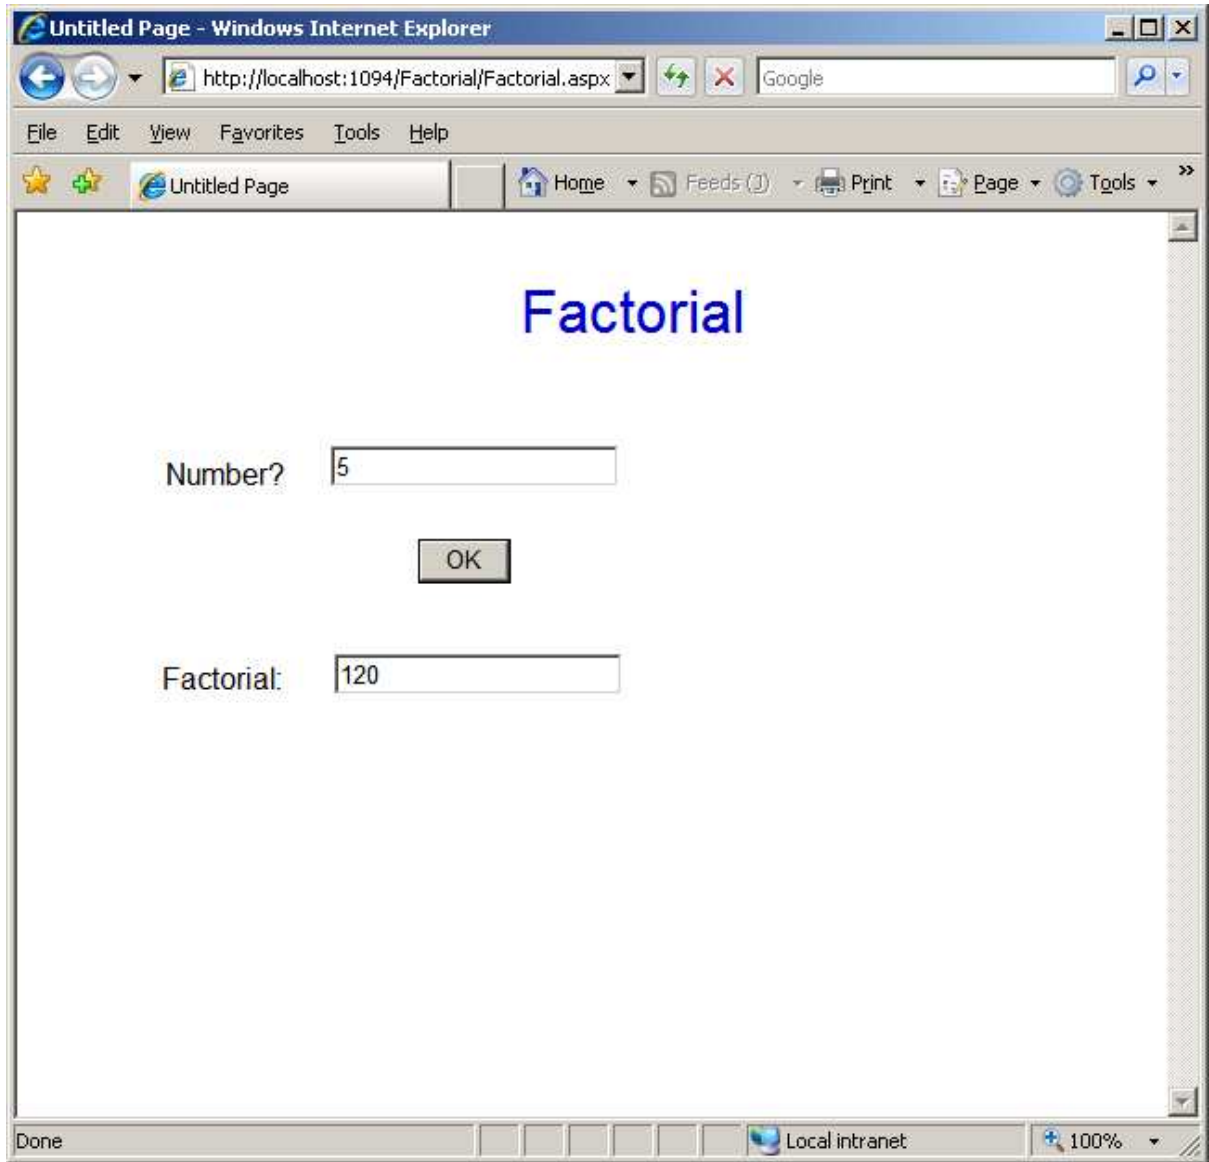 Untitled Page - Windows Internet Explorer
http://localhost:1094/Factorial/Factorial.aspx Google
File Edit View Favorites Tools Help
Untitled Page Home Feeds (J) Print Page Tools »
Factorial
Number? 5
OK
Factorial: 120
Done Local intranet 100%